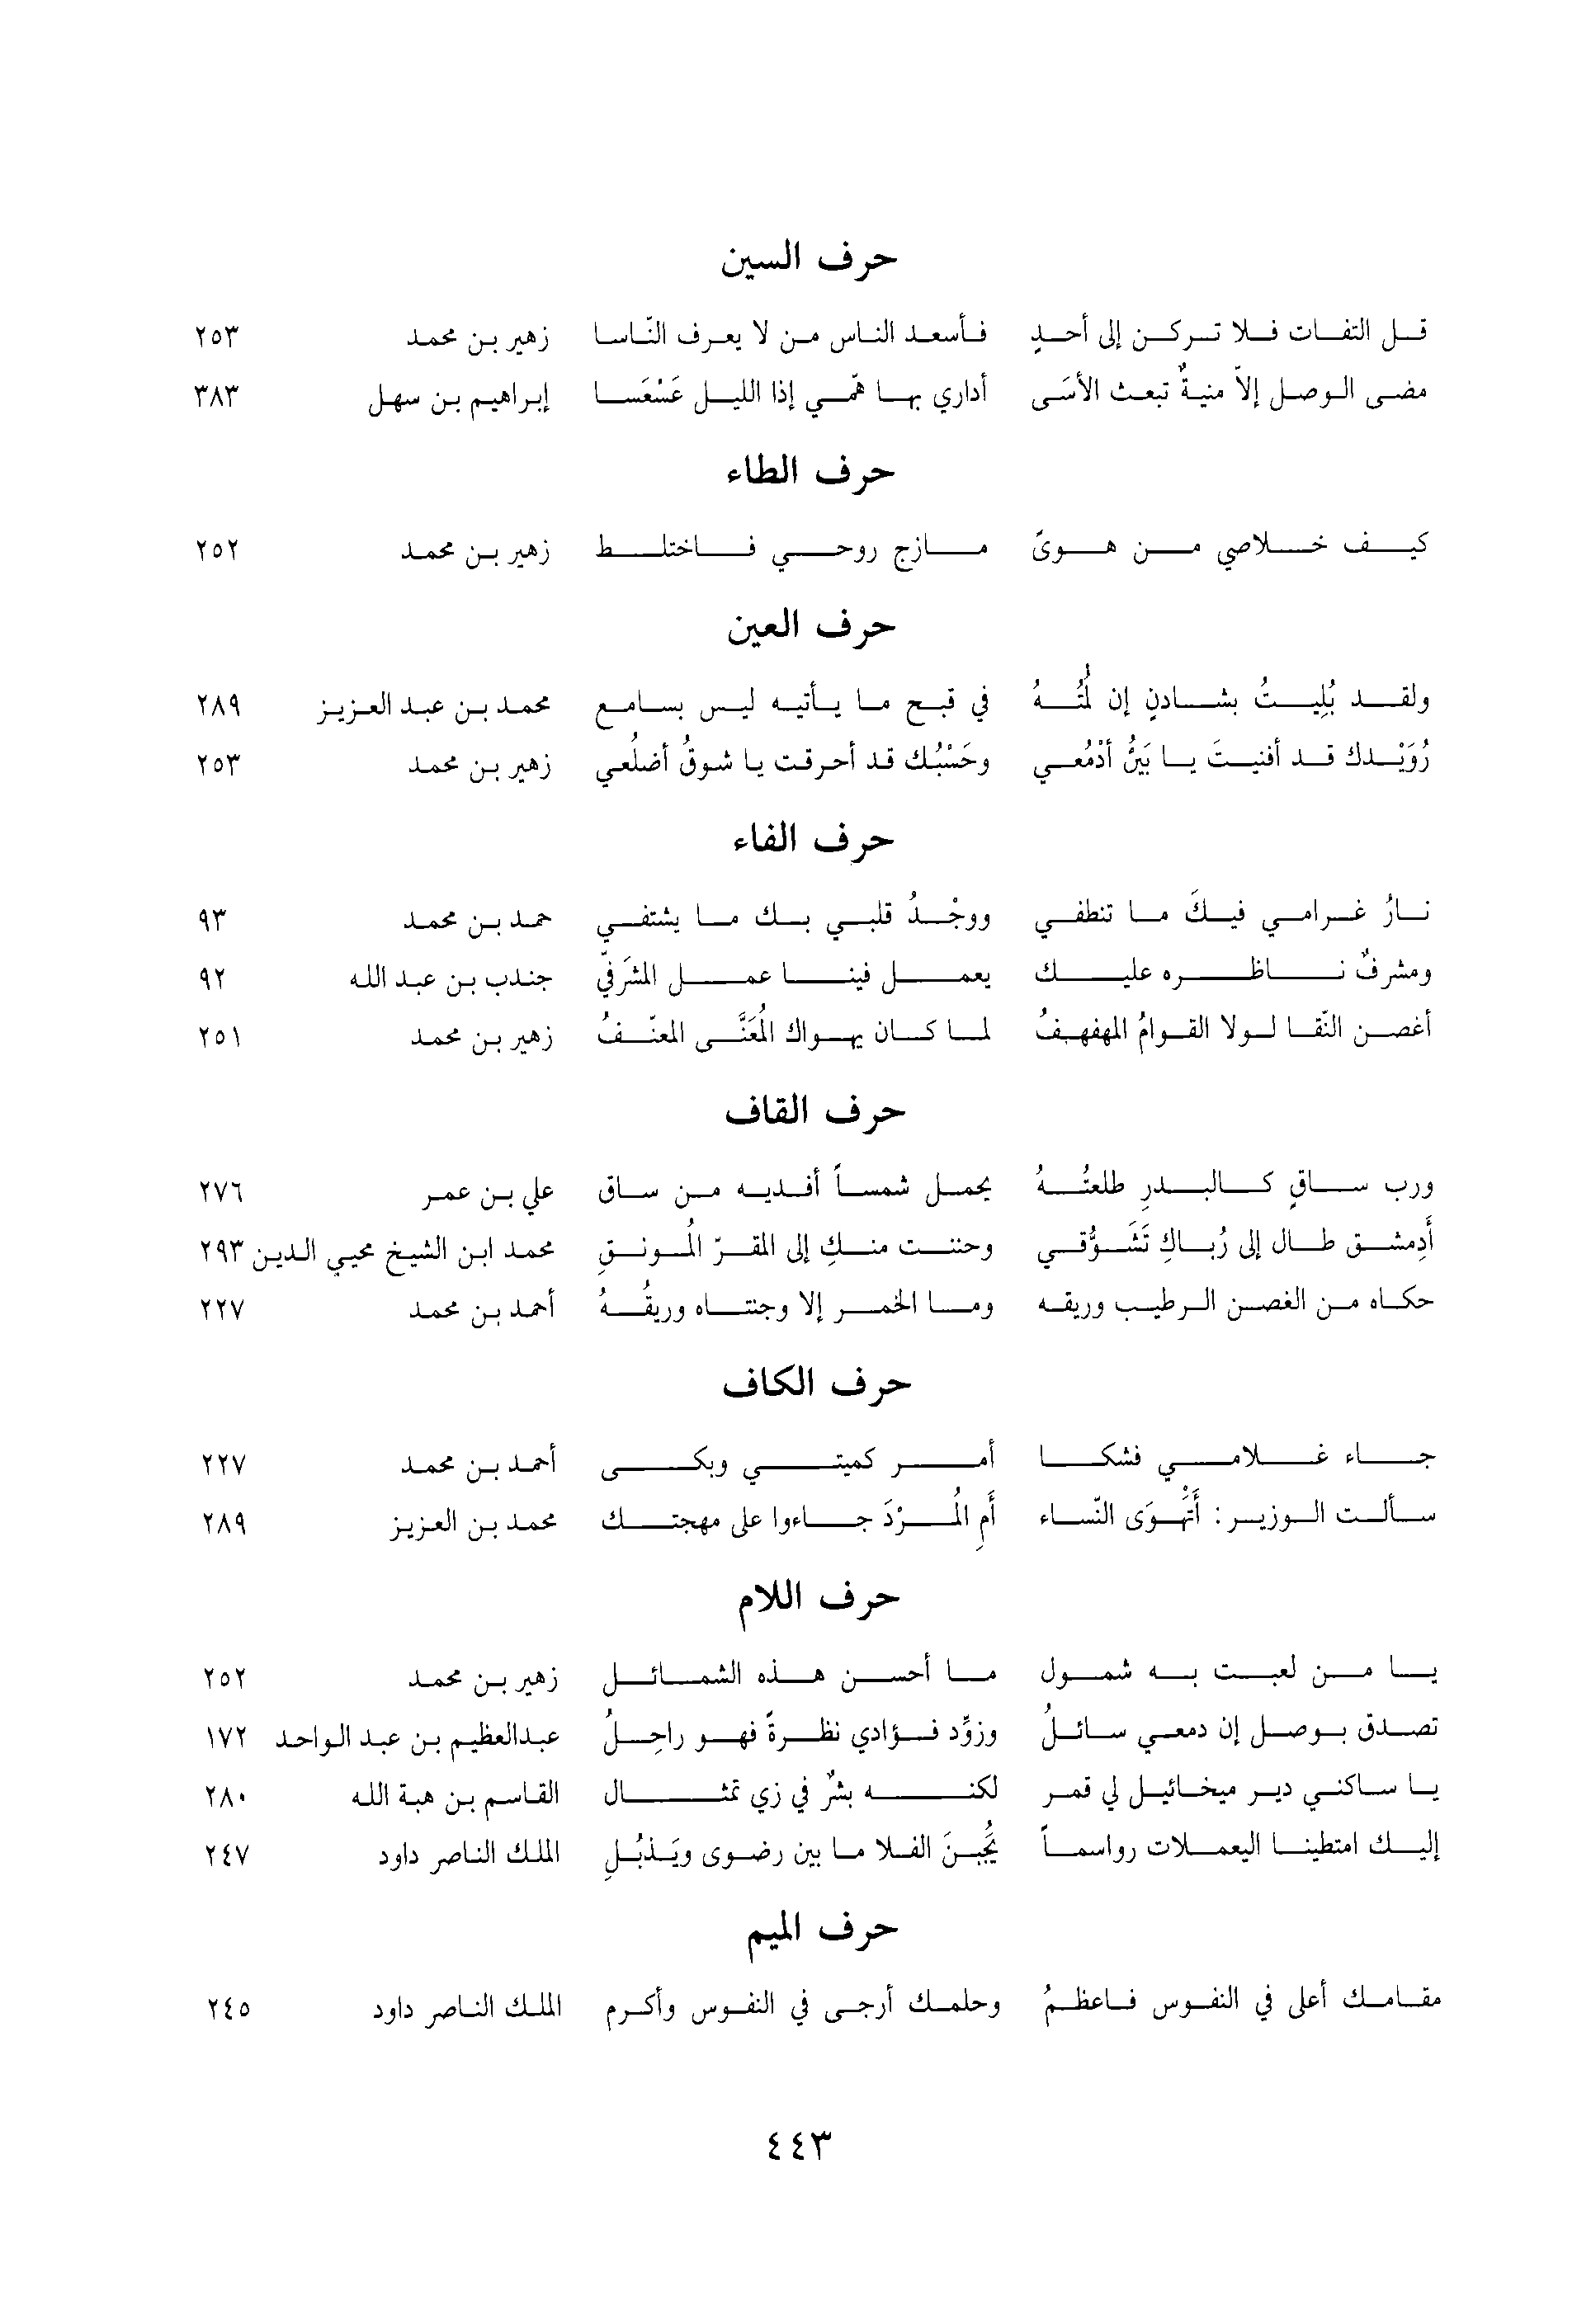 حرف السين
قل التفات فلا تركن إلى أحدٍ فأسعد الناس من لا يعرف النّاسا زهير بن محمد ٢٥٣
مضى الوصل إلاّ منيةٌ تبعث الأسَى أداري بها همّي إذا الليل عَسْعَسا إبراهيم بن سهل ٣٨٣
حرف الطاء
كيف خلاصي من هوىً مازج روحي فاختلط زهير بن محمد ٢٥٢
حرف العين
ولقد بُلِيتُ بشادنٍ إن لُمتُهُ في قبح ما يأتيه ليس بسامع محمد بن عبد العزيز ٢٨٩
رُوَيْدك قد أفنيتَ يا بَيْنُ أدْمُعي وحَسْبُك قد أحرقت يا شوقُ أضلُعي زهير بن محمد ٢٥٣
حرف الفاء
نارُ غرامي فيكَ ما تنطفي ووجْدُ قلبي بك ما يشتفي حمد بن محمد ٩٣
ومشرفٌ ناظره عليك يعمل فينا عمل المشرَفيّ جندب بن عبد الله ٩٢
أغصن النّقا لولا القوامُ المهفهفُ لما كان يهواك المُعَنَّى المعنّفُ زهير بن محمد ٢٥١
حرف القاف
ورب ساقٍ كالبدرِ طلعتُهُ يحمل شمساً أفديه من ساق علي بن عمر ٢٧٦
أَدِمشق طال إلى رُباكِ تَشَوُّقي وحننت منكِ إلى المقرّ المُونقِ محمد ابن الشيخ محيي الدين ٢٩٣
حكاه من الغصن الرطيب وريقه وما الخمر إلا وجنتاه وريقُهُ أحمد بن محمد ٢٢٧
حرف الكاف
جاء غلامي فشكا أمر كميتي وبكى أحمد بن محمد ٢٢٧
سألت الوزير: أَتَهْوَى النّساء أَمِ المُرْدَ جاءوا على مهجتك محمد بن العزيز ٢٨٩
حرف اللام
يا من لعبت به شمول ما أحسن هذه الشمائل زهير بن محمد ٢٥٢
تصدق بوصل إن دمعي سائلُ وزوِّد فؤادي نظرةً فهو راحِلُ عبدالعظيم بن عبد الواحد ١٧٢
يا ساكني دير ميخائيل لي قمر لكنه بشرٌ في زي تمثال القاسم بن هبة الله ٢٨٠
إليك امتطينا اليعملات رواسماً يَجُبنَ الفلا ما بين رضوى ويَذبُلِ الملك الناصر داود ٢٤٧
حرف الميم
مقامك أعلى في النفوس فاعظمُ وحلمك أرجى في النفوس وأكرم الملك الناصر داود ٢٤٥
٤٤٣